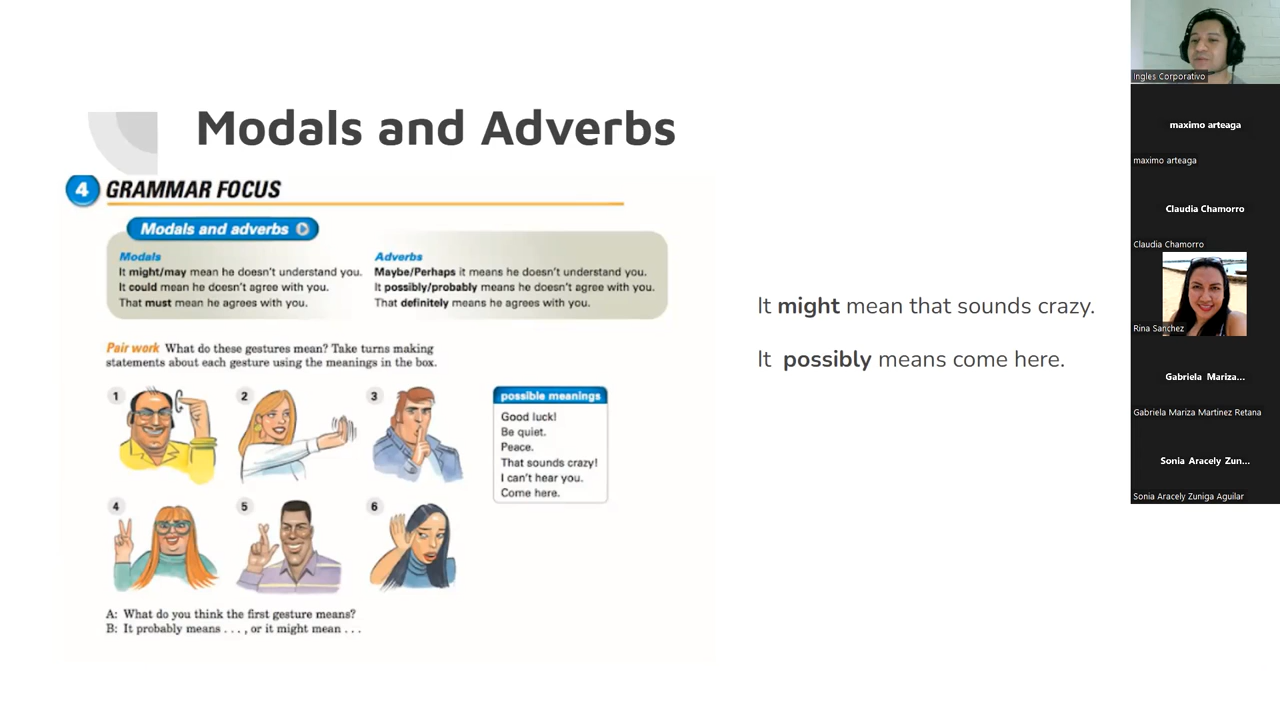 Modals and Adverbs
4 GRAMMAR FOCUS
Modals and adverbs
Modals
It might/may mean he doesn't understand you.
It could mean he doesn't agree with you.
That must mean he agrees with you.
Adverbs
Maybe/Perhaps it means he doesn't understand you.
It possibly/probably means he doesn't agree with you.
That definitely means he agrees with you.
Pair work What do these gestures mean? Take turns making
statements about each gesture using the meanings in the box.
1
2
3
4
5
6
possible meanings
Good luck!
Be quiet.
Peace.
That sounds crazy!
I can't hear you.
Come here.
A: What do you think the first gesture means?
B: It probably means . . . , or it might mean . . .
It might mean that sounds crazy.
It possibly means come here.
Ingles Corporativo
maximo arteaga
maximo arteaga
Claudia Chamorro
Claudia Chamorro
Rina Sanchez
Gabriela Mariza...
Gabriela Mariza Martinez Retana
Sonia Aracely Zun...
Sonia Aracely Zuniga Aguilar